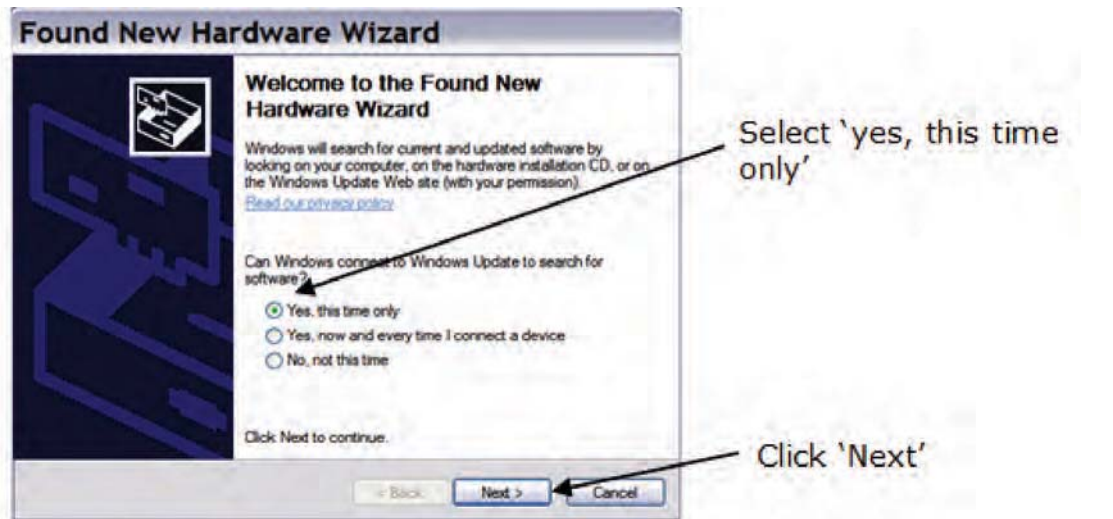 Found New Hardware Wizard
Welcome to the Found New
Hardware Wizard
Windows will search for current and updated software by
looking on your computer, on the hardware installation CD, or on
the Windows Update Web site (with your permission).
Read our privacy policy
Can Windows connect to Windows Update to search for
software?
Yes, this time only
Yes, now and every time I connect a device
No, not this time
Click Next to continue.
< Back
Next >
Cancel
Select ‘yes, this time
only’
Click ‘Next’